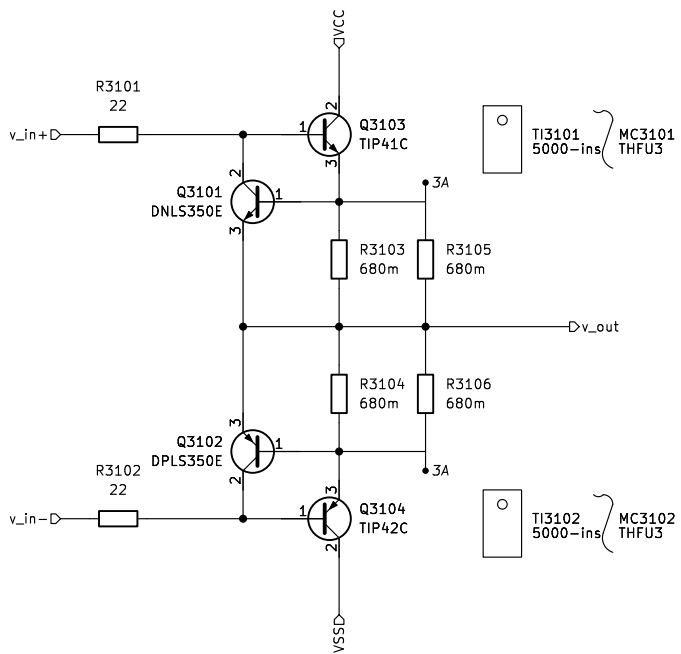 VCC
R3101
22
v_in+
2
1
Q3103
TIP41C
3
TI3101
5000-ins
MC3101
THFU3
2
Q3101
DNLS350E
1
3
3A
R3103
680m
R3105
680m
v_out
R3104
680m
R3106
680m
3
Q3102
DPLS350E
1
2
3A
R3102
22
v_in-
3
1
Q3104
TIP42C
2
TI3102
5000-ins
MC3102
THFU3
VSS